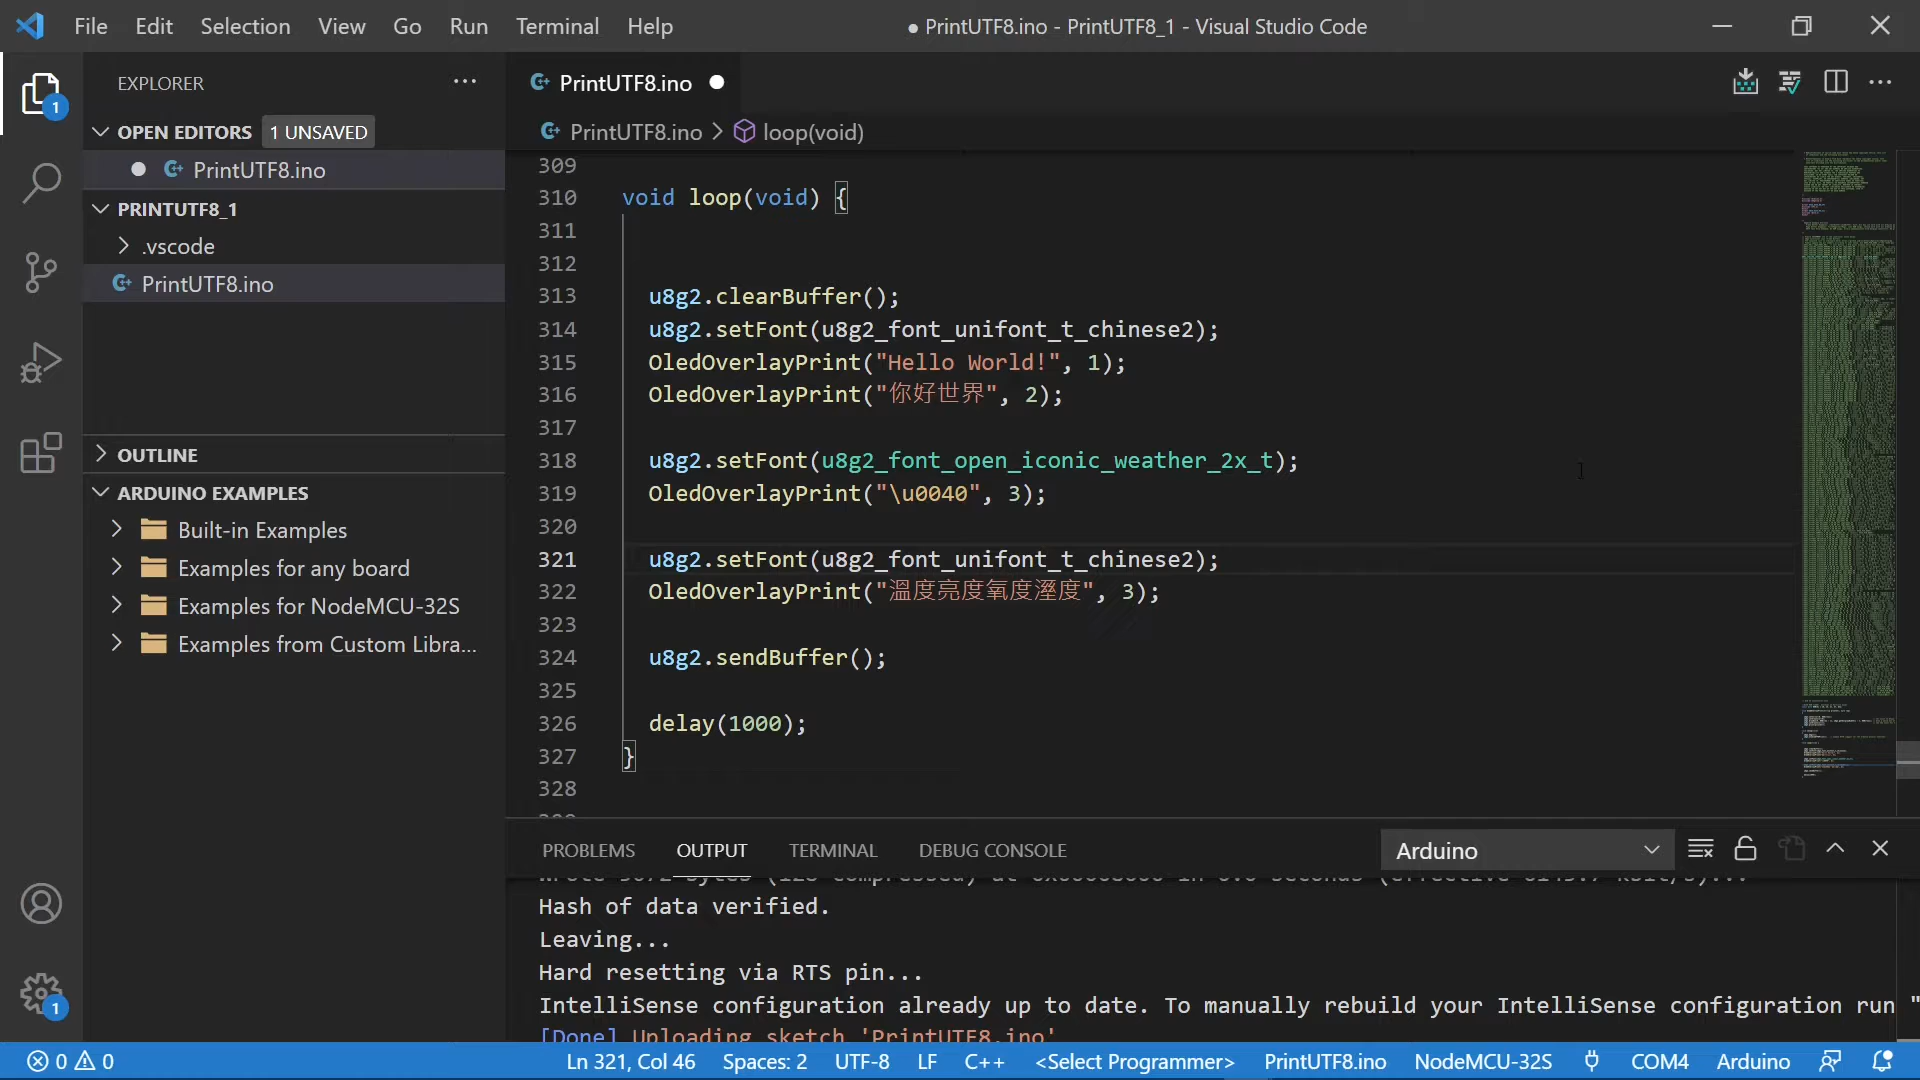 File Edit Selection View Go Run Terminal Help
● PrintUTF8.ino - PrintUTF8_1 - Visual Studio Code
EXPLORER
1
OPEN EDITORS 1 UNSAVED
PrintUTF8.ino
PRINTUTF8_1
.vscode
PrintUTF8.ino
OUTLINE
ARDUINO EXAMPLES
Built-in Examples
Examples for any board
Examples for NodeMCU-32S
Examples from Custom Libra...
1
PrintUTF8.ino
PrintUTF8.ino > loop(void)
309
310 void loop(void) {
311
312
313 u8g2.clearBuffer();
314 u8g2.setFont(u8g2_font_unifont_t_chinese2);
315 OledOverlayPrint("Hello World!", 1);
316 OledOverlayPrint("你好世界", 2);
317
318 u8g2.setFont(u8g2_font_open_iconic_weather_2x_t);
319 OledOverlayPrint("\u0040", 3);
320
321 u8g2.setFont(u8g2_font_unifont_t_chinese2);
322 OledOverlayPrint("溫度亮度氧度溼度", 3);
323
324 u8g2.sendBuffer();
325
326 delay(1000);
327 }
328
PROBLEMS OUTPUT TERMINAL DEBUG CONSOLE
Arduino
Hash of data verified.
Leaving...
Hard resetting via RTS pin...
IntelliSense configuration already up to date. To manually rebuild your IntelliSense configuration run "
[Done] Uploading sketch 'PrintUTF8.ino'
0 0
Ln 321, Col 46 Spaces: 2 UTF-8 LF C++ <Select Programmer> PrintUTF8.ino NodeMCU-32S COM4 Arduino